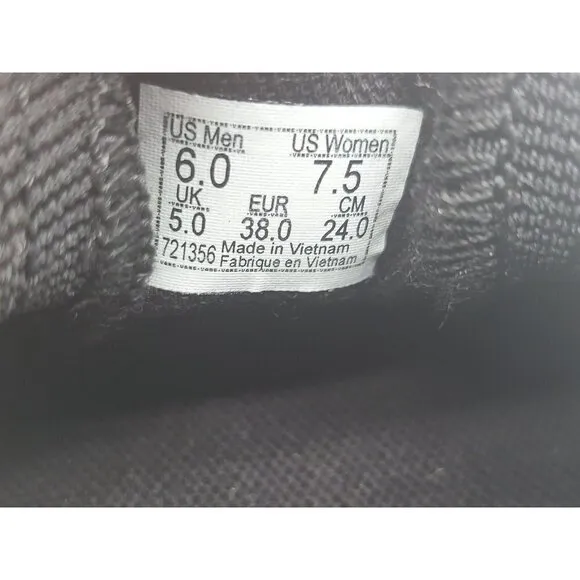 US Men US Women
6.0 7.5
UK EUR CM
5.0 38.0 24.0
721356 Made in Vietnam
Fabrique en Vietnam